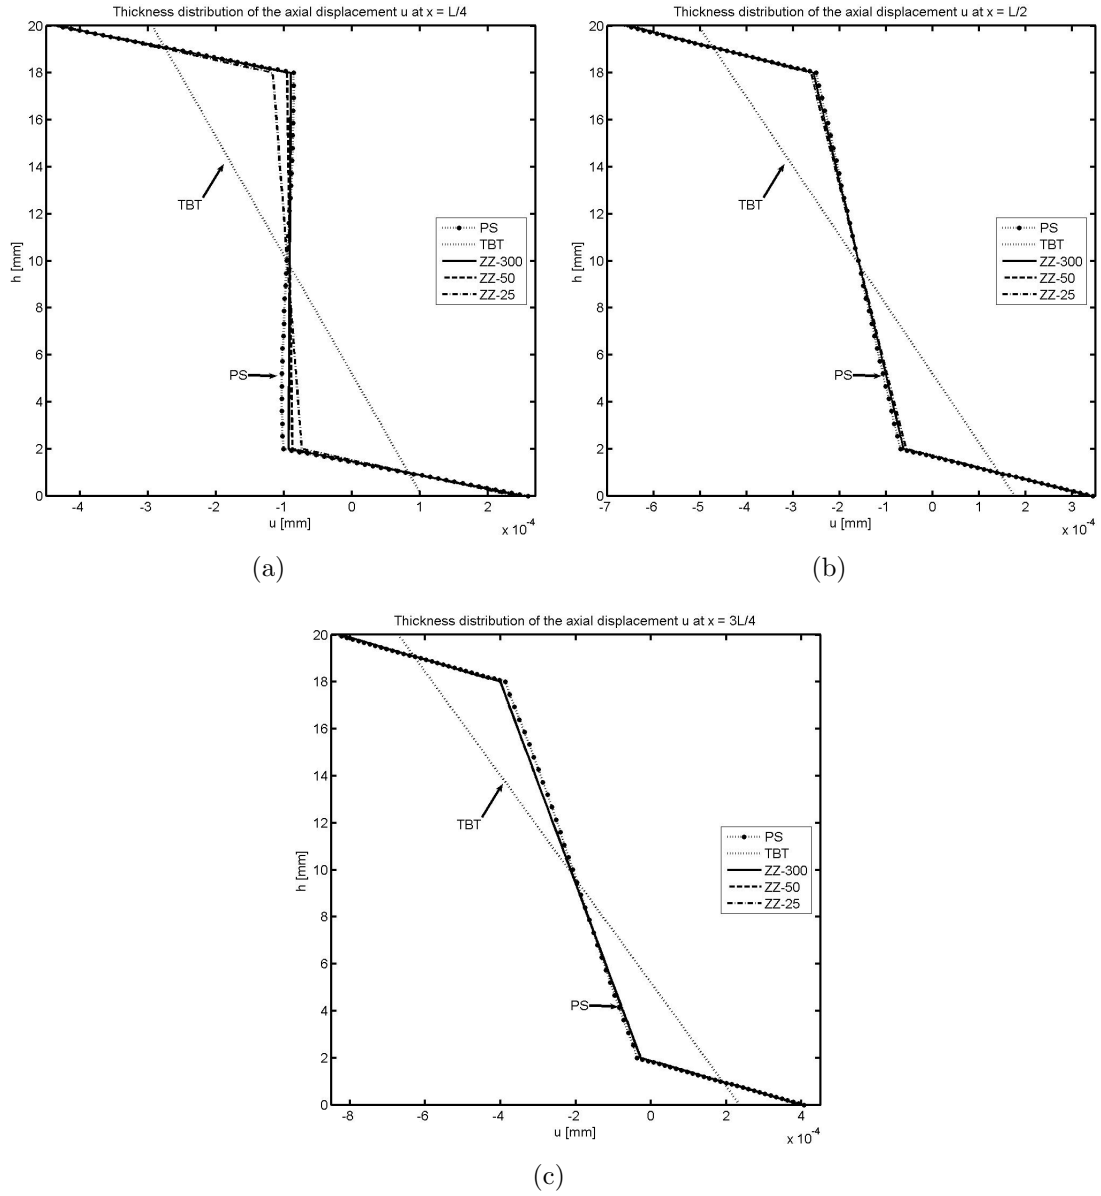 Thickness distribution of the axial displacement u at x = L/4
20
18
16
14
12
10
8
6
4
2
0
h [mm]
TBT
PS
PS
TBT
ZZ-300
ZZ-50
ZZ-25
-4 -3 -2 -1 0 1 2
u [mm]
x 10^-4
(a)
Thickness distribution of the axial displacement u at x = L/2
20
18
16
14
12
10
8
6
4
2
0
h [mm]
TBT
PS
PS
TBT
ZZ-300
ZZ-50
ZZ-25
-7 -6 -5 -4 -3 -2 -1 0 1 2 3
u [mm]
x 10^-4
(b)
Thickness distribution of the axial displacement u at x = 3L/4
20
18
16
14
12
10
8
6
4
2
0
h [mm]
TBT
PS
PS
TBT
ZZ-300
ZZ-50
ZZ-25
-8 -6 -4 -2 0 2 4
u [mm]
x 10^-4
(c)